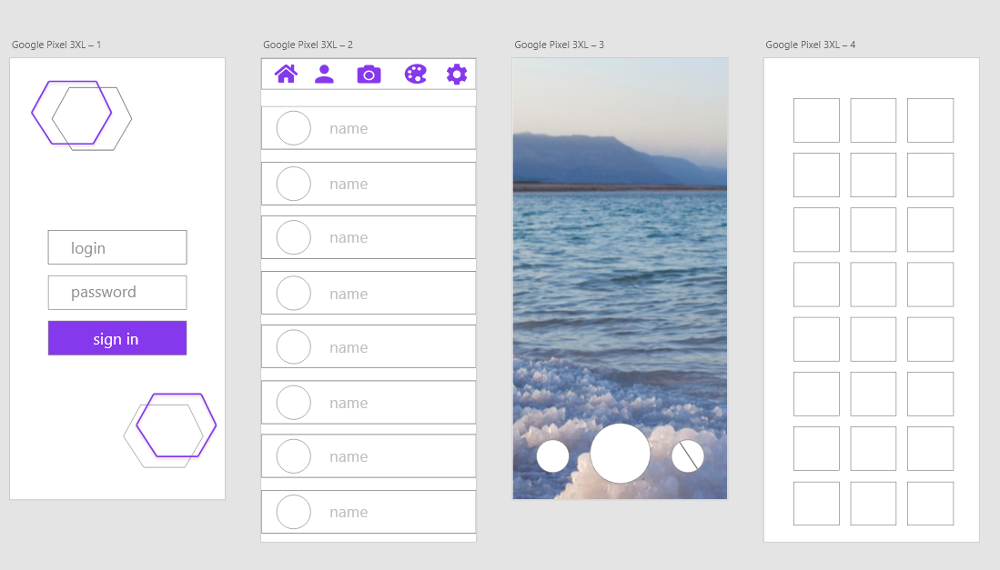 Google Pixel 3XL – 1
login
password
sign in
Google Pixel 3XL – 2
name
name
name
name
name
name
name
name
Google Pixel 3XL – 3
Google Pixel 3XL – 4